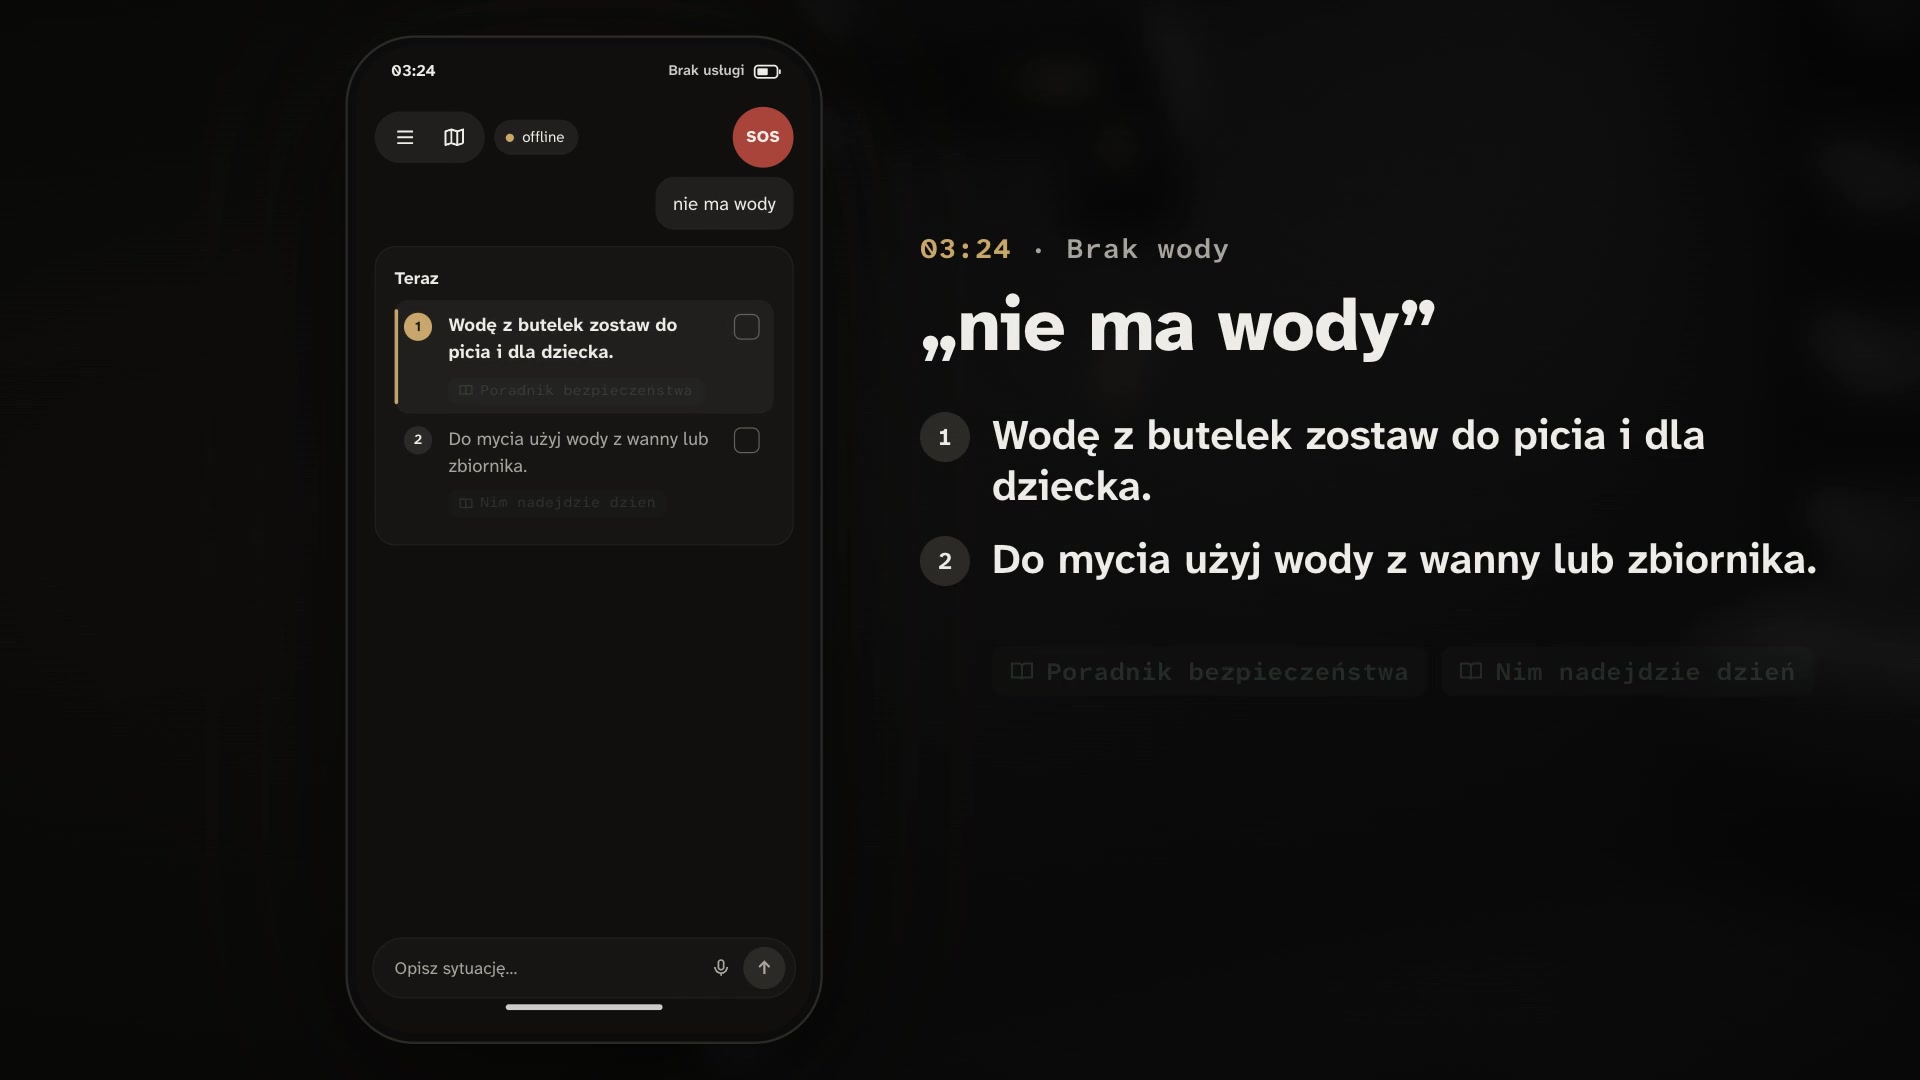 03:24
Brak usługi
offline
SOS
nie ma wody
Teraz
1
Wodę z butelek zostaw do
picia i dla dziecka.
Poradnik bezpieczeństwa
2
Do mycia użyj wody z wanny lub
zbiornika.
Nim nadejdzie dzień
Opisz sytuację...
03:24 · Brak wody
„nie ma wody”
1
Wodę z butelek zostaw do picia i dla
dziecka.
2
Do mycia użyj wody z wanny lub zbiornika.
Poradnik bezpieczeństwa
Nim nadejdzie dzień